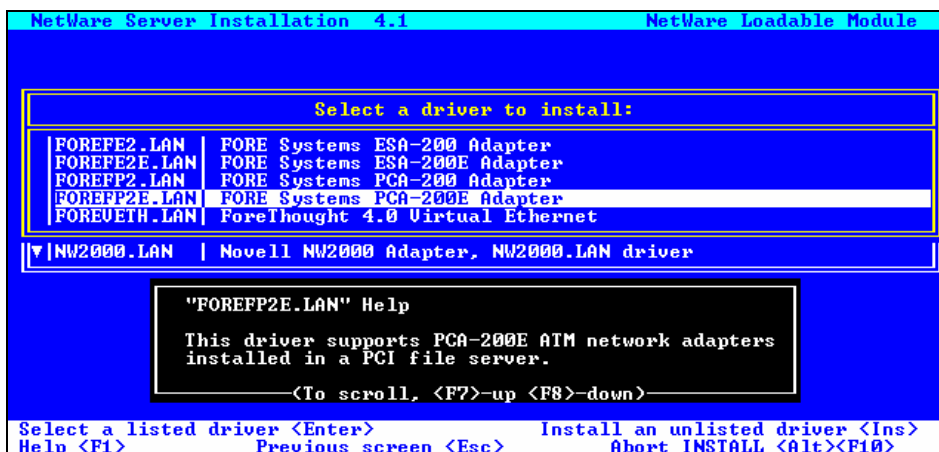 NetWare Server Installation 4.1 NetWare Loadable Module
Select a driver to install:
FOREFE2.LAN | FORE Systems ESA-200 Adapter
FOREFE2E.LAN| FORE Systems ESA-200E Adapter
FOREFP2.LAN | FORE Systems PCA-200 Adapter
FOREFP2E.LAN| FORE Systems PCA-200E Adapter
FOREVETH.LAN| ForeThought 4.0 Virtual Ethernet
▼|NW2000.LAN | Novell NW2000 Adapter, NW2000.LAN driver
"FOREFP2E.LAN" Help
This driver supports PCA-200E ATM network adapters
installed in a PCI file server.
(To scroll, <F7>-up <F8>-down)
Select a listed driver <Enter> Install an unlisted driver <Ins>
Help <F1> Previous screen <Esc> Abort INSTALL <Alt><F10>